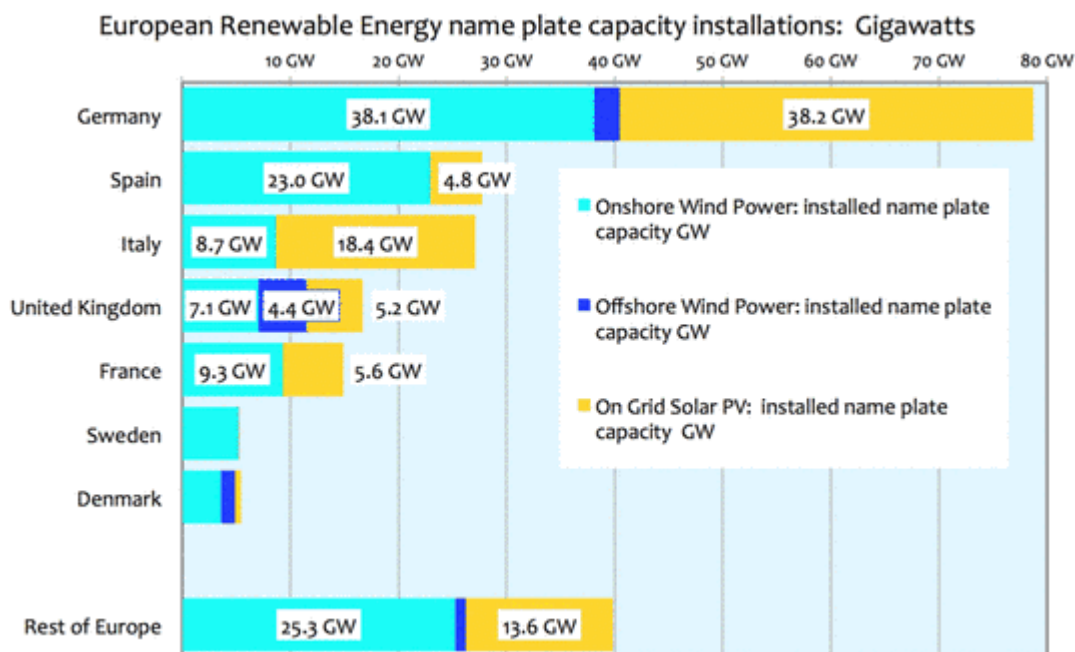 European Renewable Energy name plate capacity installations: Gigawatts
10 GW 20 GW 30 GW 40 GW 50 GW 60 GW 70 GW 80 GW
Germany 38.1 GW 38.2 GW
Spain 23.0 GW 4.8 GW
Italy 8.7 GW 18.4 GW
United Kingdom 7.1 GW 4.4 GW 5.2 GW
France 9.3 GW 5.6 GW
Sweden
Denmark
Rest of Europe 25.3 GW 13.6 GW
Onshore Wind Power: installed name plate
capacity GW
Offshore Wind Power: installed name plate
capacity GW
On Grid Solar PV: installed name plate
capacity GW